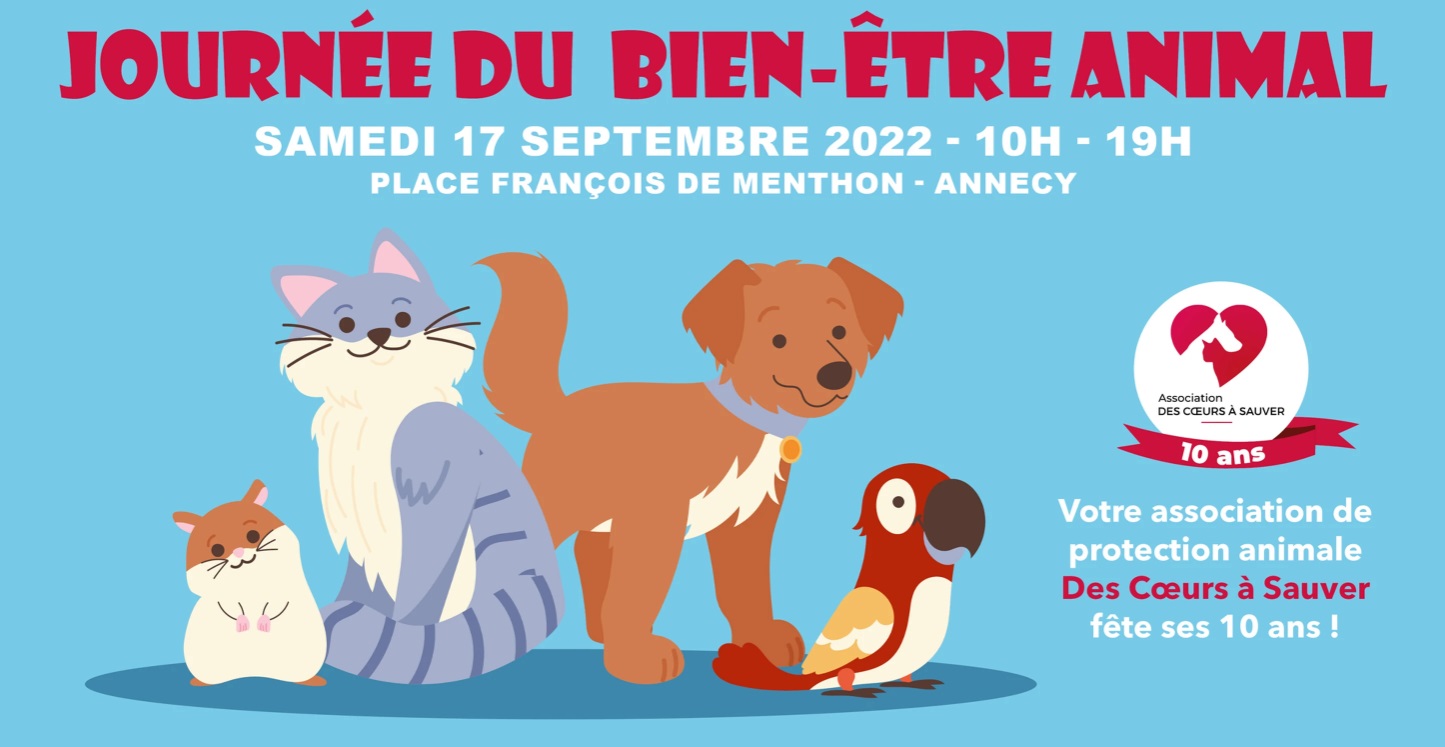 JOURNÉE DU BIEN-ÊTRE ANIMAL
SAMEDI 17 SEPTEMBRE 2022 - 10H - 19H
PLACE FRANÇOIS DE MENTHON - ANNECY
Association
DES CŒURS À SAUVER
10 ans
Votre association de
protection animale
Des Cœurs à Sauver
fête ses 10 ans !